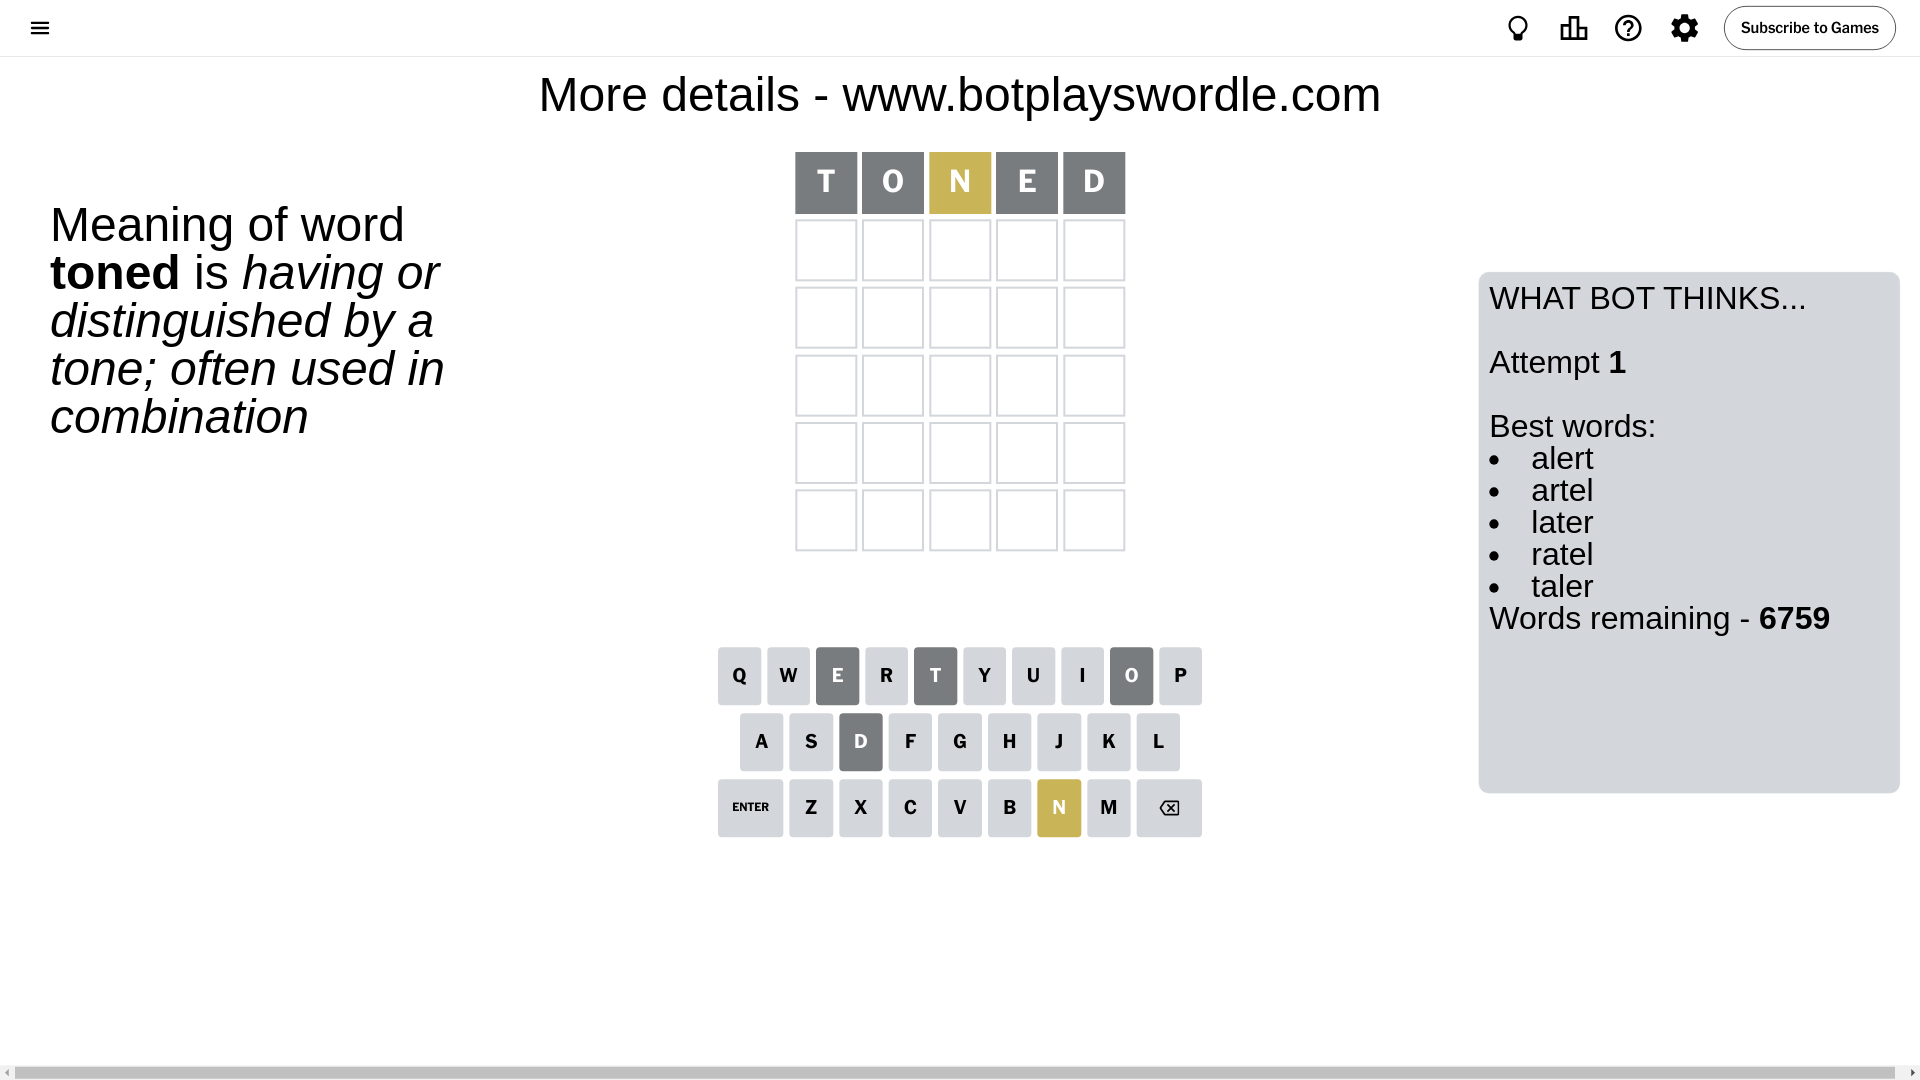 Subscribe to Games
More details - www.botplayswordle.com
T O N E D
Meaning of word
toned is having or
distinguished by a
tone; often used in
combination
WHAT BOT THINKS...
Attempt 1
Best words:
alert
artel
later
ratel
taler
Words remaining - 6759
Q W E R T Y U I O P
A S D F G H J K L
ENTER Z X C V B N M